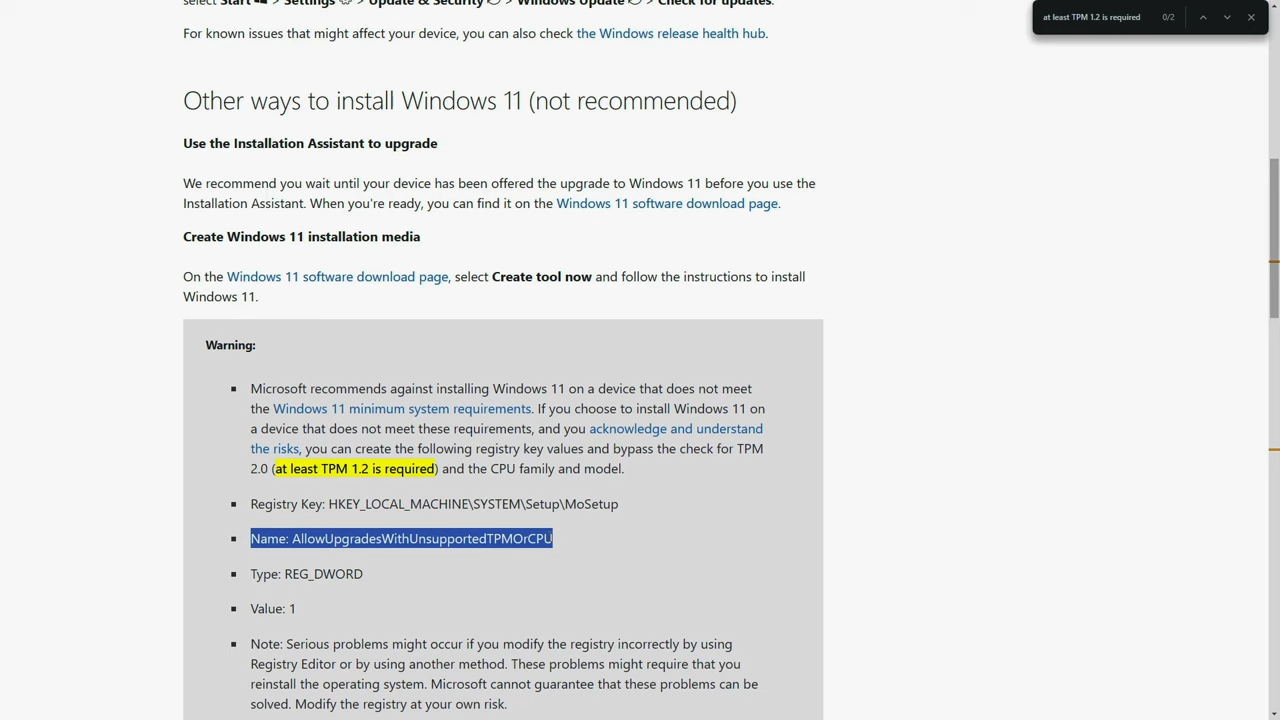 select Start > Settings > Update & Security > Windows Update > Check for updates.
at least TPM 1.2 is required 0/2
For known issues that might affect your device, you can also check the Windows release health hub.
Other ways to install Windows 11 (not recommended)
Use the Installation Assistant to upgrade
We recommend you wait until your device has been offered the upgrade to Windows 11 before you use the
Installation Assistant. When you're ready, you can find it on the Windows 11 software download page.
Create Windows 11 installation media
On the Windows 11 software download page, select Create tool now and follow the instructions to install
Windows 11.
Warning:
Microsoft recommends against installing Windows 11 on a device that does not meet
the Windows 11 minimum system requirements. If you choose to install Windows 11 on
a device that does not meet these requirements, and you acknowledge and understand
the risks, you can create the following registry key values and bypass the check for TPM
2.0 (at least TPM 1.2 is required) and the CPU family and model.
Registry Key: HKEY_LOCAL_MACHINE\SYSTEM\Setup\MoSetup
Name: AllowUpgradesWithUnsupportedTPMOrCPU
Type: REG_DWORD
Value: 1
Note: Serious problems might occur if you modify the registry incorrectly by using
Registry Editor or by using another method. These problems might require that you
reinstall the operating system. Microsoft cannot guarantee that these problems can be
solved. Modify the registry at your own risk.